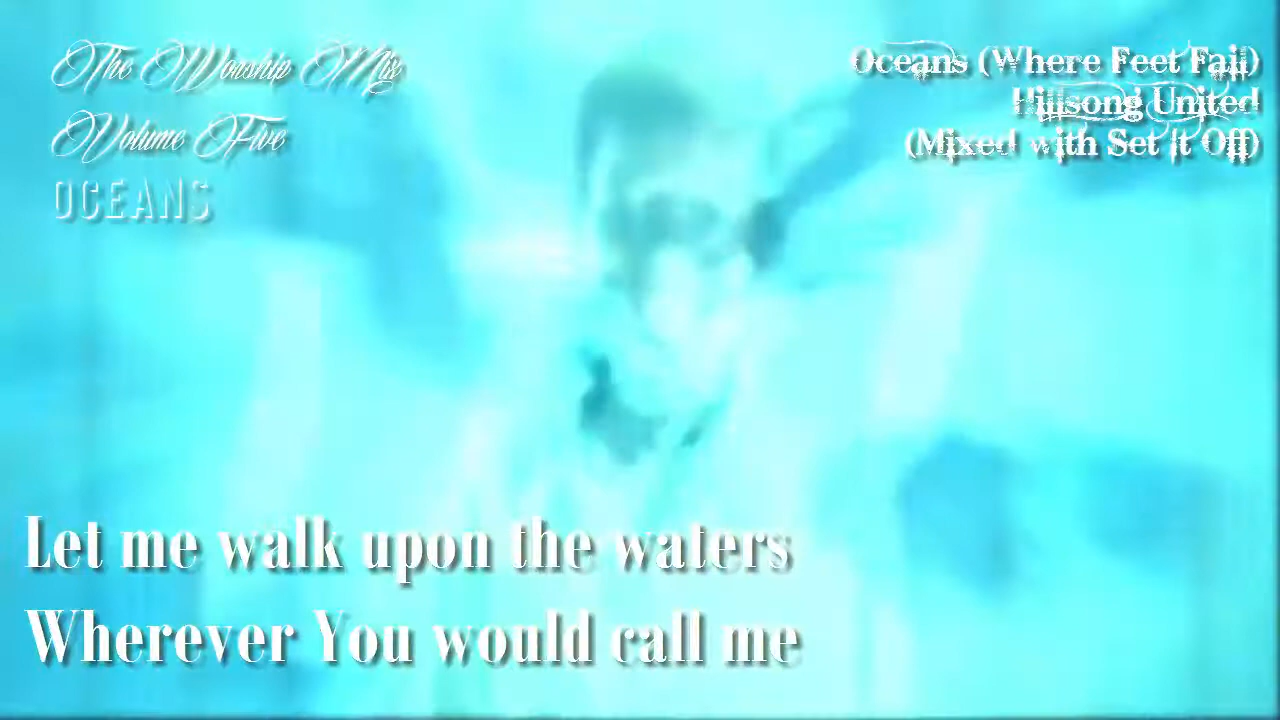 The Worship Mix
Volume Five
OCEANS
Oceans (Where Feet Fail)
Hillsong United
(Mixed with Set It Off)
Let me walk upon the waters
Wherever You would call me